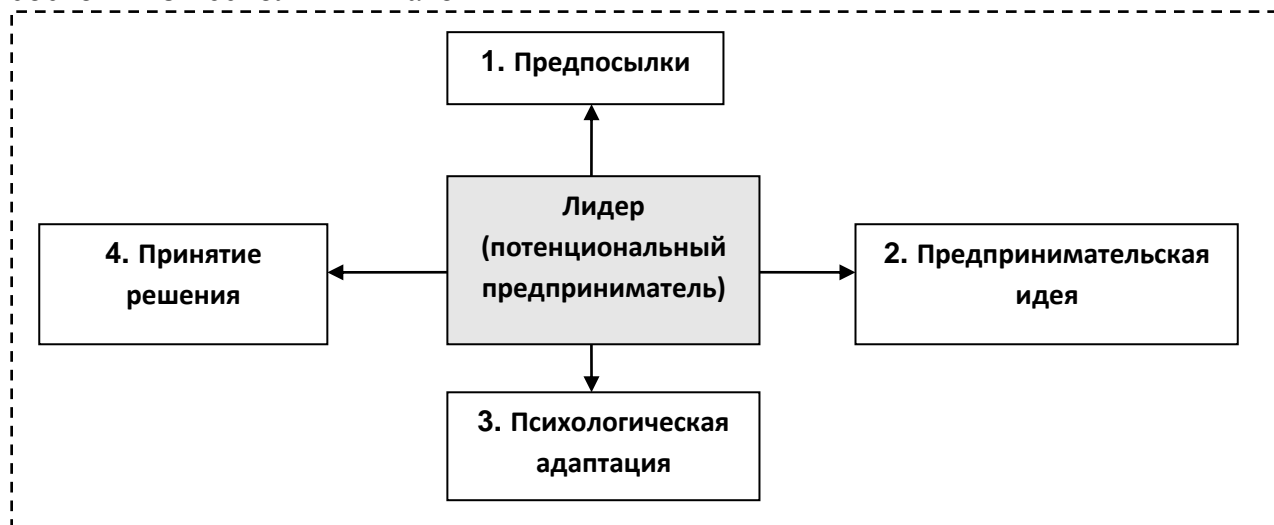 1. Предпосылки
Лидер
(потенциональный
предприниматель)
4. Принятие
решения
2. Предпринимательская
идея
3. Психологическая
адаптация